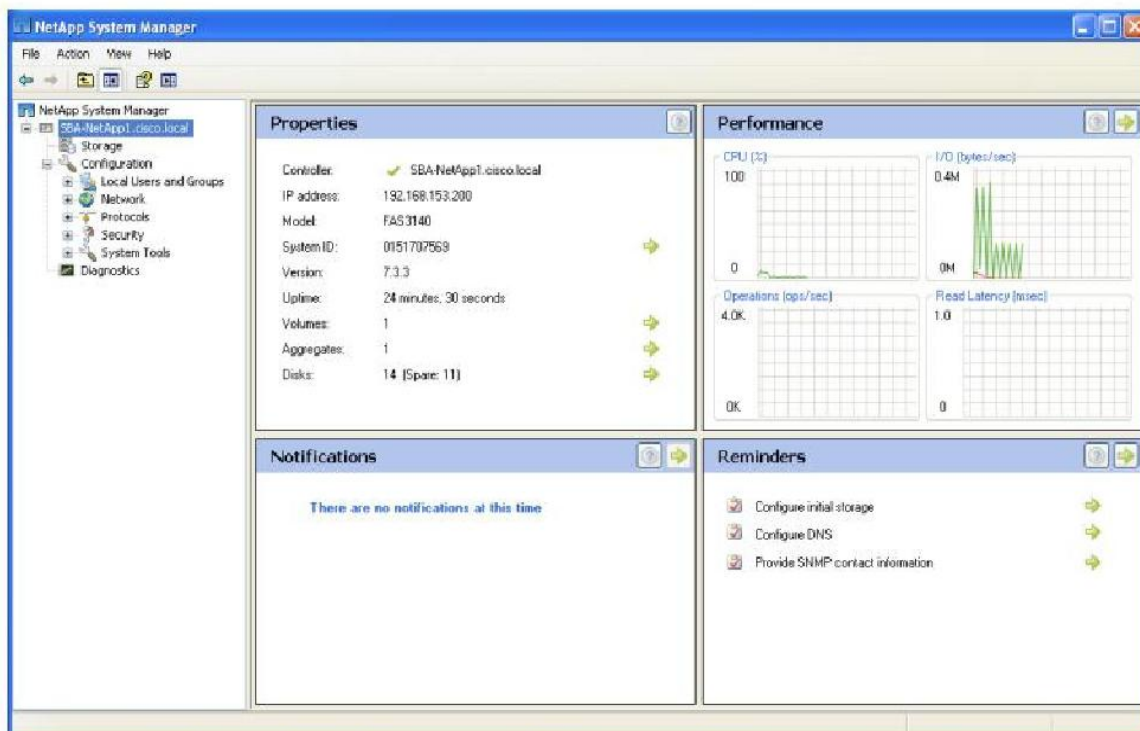 NetApp System Manager
File Action View Help
NetApp System Manager
SBA-NetApp1.cisco.local
Storage
Configuration
Local Users and Groups
Network
Protocols
Security
System Tools
Diagnostics
Properties
Controller: SBA-NetApp1.cisco.local
IP address: 192.168.153.200
Model: FAS3140
System ID: 0151707569
Version: 7.3.3
Uptime: 24 minutes, 30 seconds
Volumes: 1
Aggregates: 1
Disks: 14 (Spare: 11)
Performance
CPU (%)
100
0
I/O (bytes/sec)
0.4M
0M
Operations (ops/sec)
4.0K
0K
Read Latency (msec)
1.0
0
Notifications
There are no notifications at this time
Reminders
Configure initial storage
Configure DNS
Provide SNMP contact information